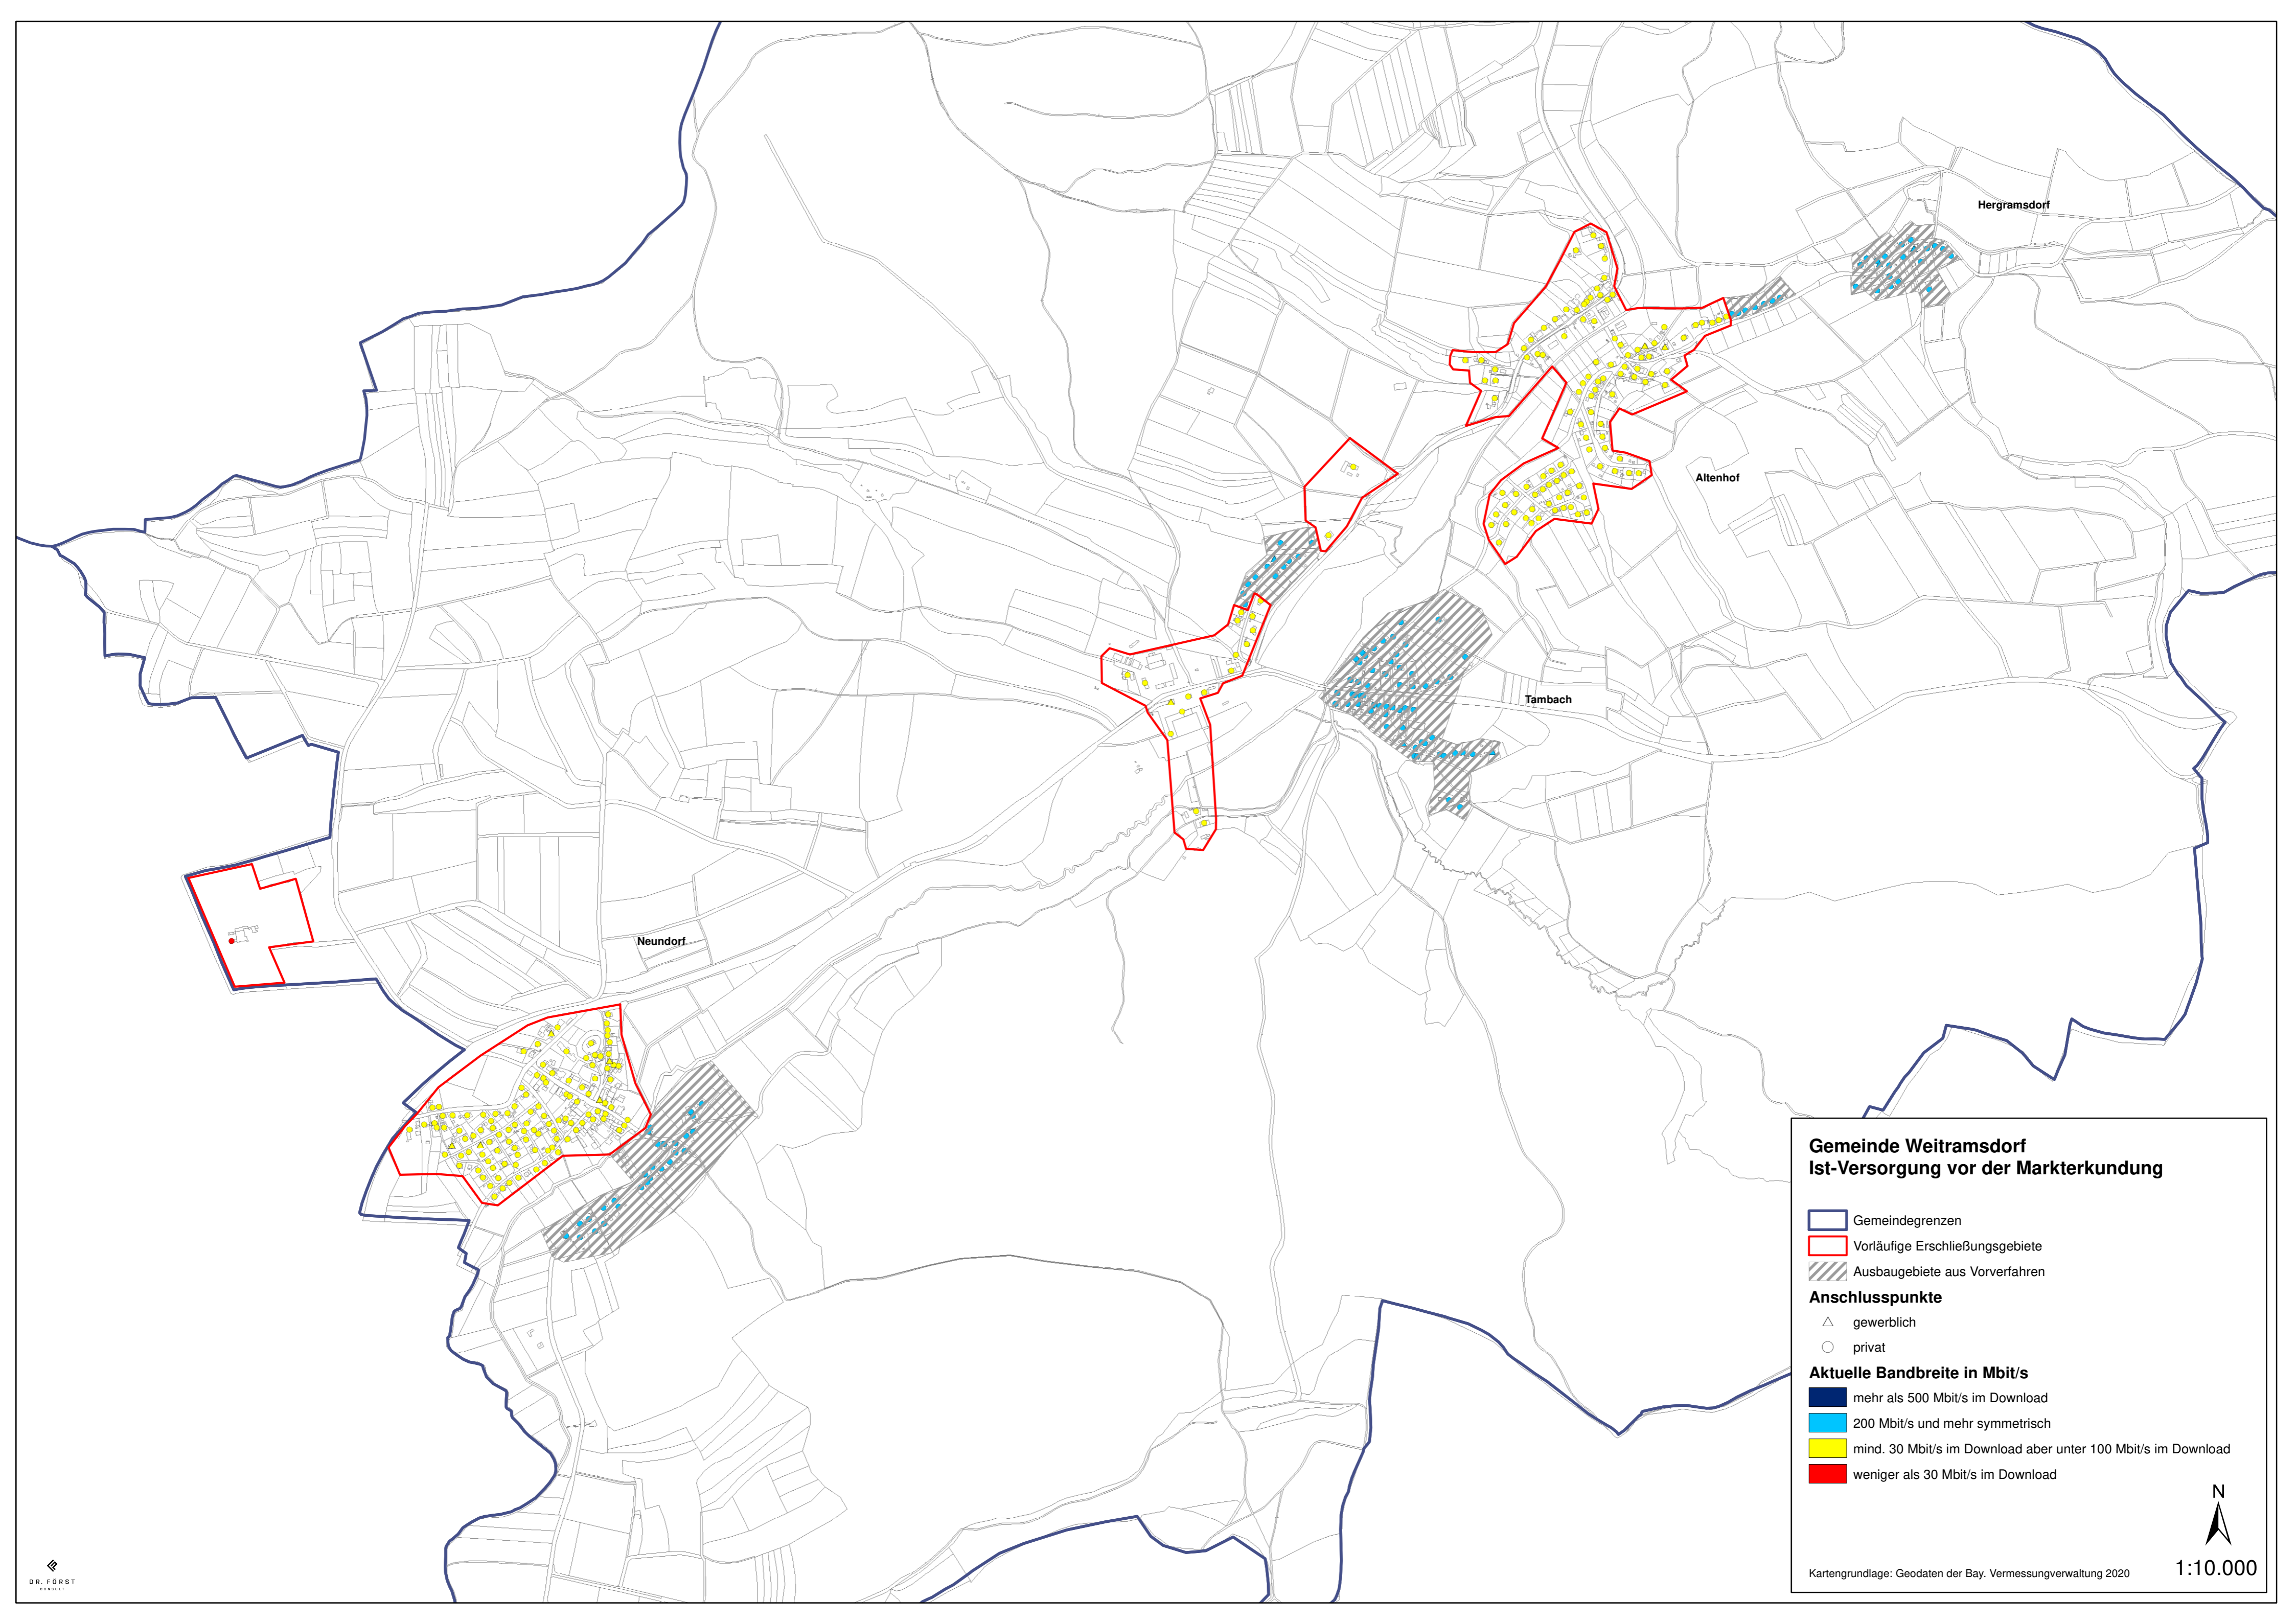 Hergramsdorf
Altenhof
Tambach
Neundorf
Gemeinde Weitramsdorf
Ist-Versorgung vor der Markterkundung
Gemeindegrenzen
Vorläufige Erschließungsgebiete
Ausbaugebiete aus Vorverfahren
Anschlusspunkte
gewerblich
privat
Aktuelle Bandbreite in Mbit/s
mehr als 500 Mbit/s im Download
200 Mbit/s und mehr symmetrisch
mind. 30 Mbit/s im Download aber unter 100 Mbit/s im Download
weniger als 30 Mbit/s im Download
N
1:10.000
Kartengrundlage: Geodaten der Bay. Vermessungverwaltung 2020
DR. FÖRST
CONSULT